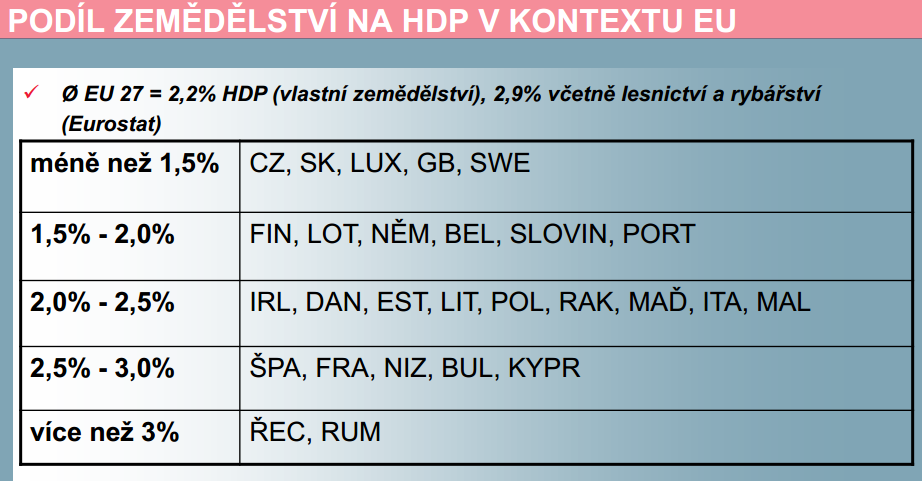 PODÍL ZEMĚDĚLSTVÍ NA HDP V KONTEXTU EU
✓ Ø EU 27 = 2,2% HDP (vlastní zemědělství), 2,9% včetně lesnictví a rybářství
(Eurostat)
méně než 1,5% CZ, SK, LUX, GB, SWE
1,5% - 2,0% FIN, LOT, NĚM, BEL, SLOVIN, PORT
2,0% - 2,5% IRL, DAN, EST, LIT, POL, RAK, MAĎ, ITA, MAL
2,5% - 3,0% ŠPA, FRA, NIZ, BUL, KYPR
více než 3% ŘEC, RUM